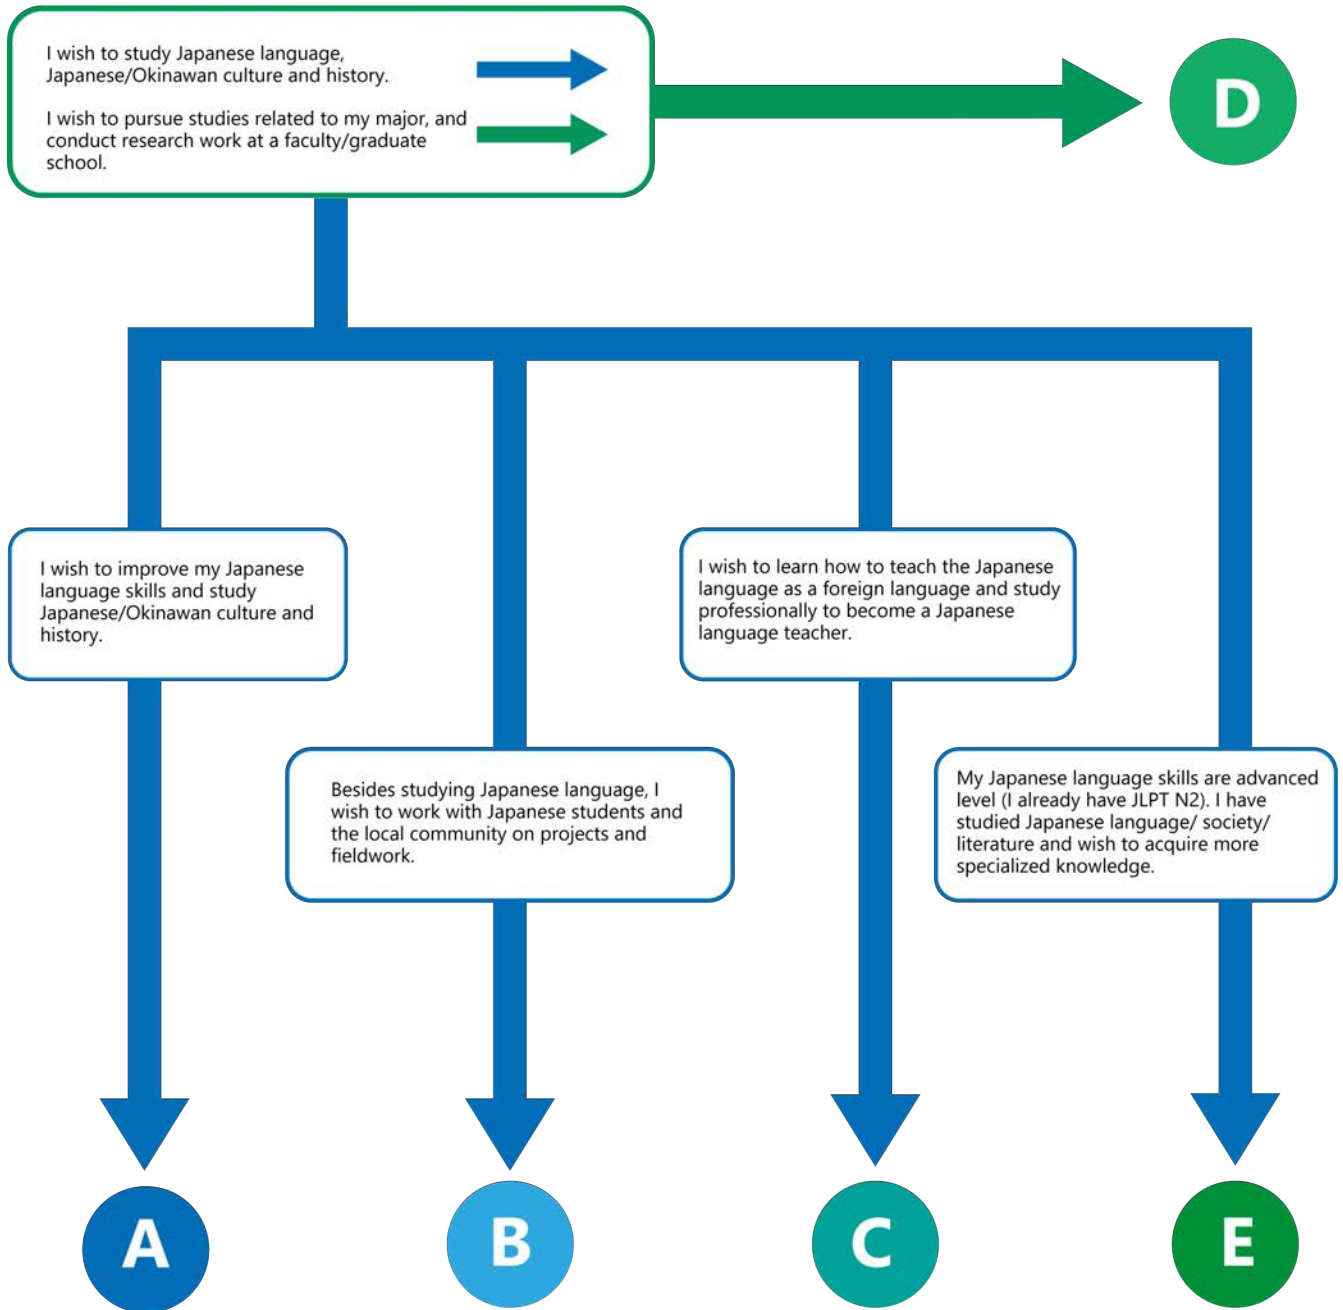 I wish to study Japanese language,
Japanese/Okinawan culture and history.
I wish to pursue studies related to my major, and
conduct research work at a faculty/graduate
school.
D
I wish to improve my Japanese
language skills and study
Japanese/Okinawan culture and
history.
I wish to learn how to teach the Japanese
language as a foreign language and study
professionally to become a Japanese
language teacher.
Besides studying Japanese language, I
wish to work with Japanese students and
the local community on projects and
fieldwork.
My Japanese language skills are advanced
level (I already have JLPT N2). I have
studied Japanese language/ society/
literature and wish to acquire more
specialized knowledge.
A
B
C
E